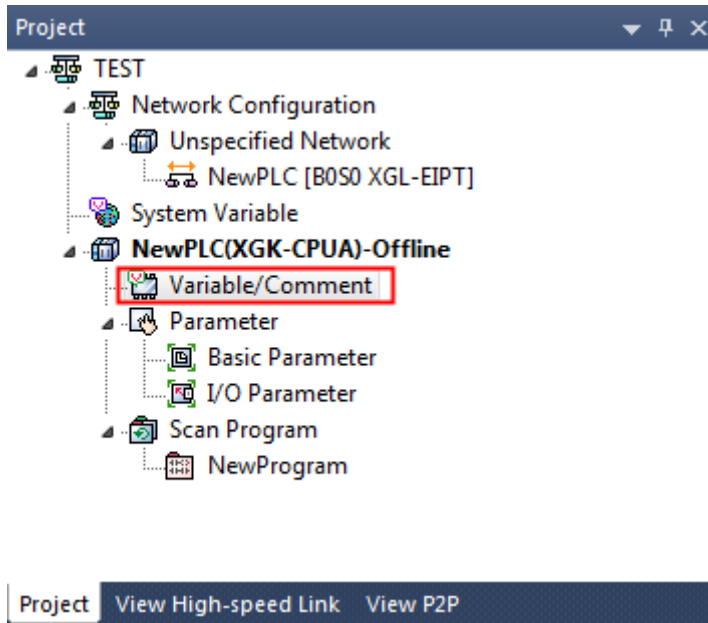 Project
TEST
Network Configuration
Unspecified Network
NewPLC [B0S0 XGL-EIPT]
System Variable
NewPLC(XGK-CPUA)-Offline
Variable/Comment
Parameter
Basic Parameter
I/O Parameter
Scan Program
NewProgram
Project View High-speed Link View P2P